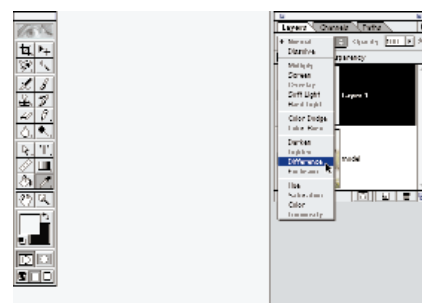 Layers Channels Paths
Normal Opacity: 100
Dissolve
Multiply
Screen
Overlay
Soft Light
Hard Light
Color Dodge
Color Burn
Darken
Lighten
Difference
Exclusion
Layer 1
model
Hue
Saturation
Color
Luminosity